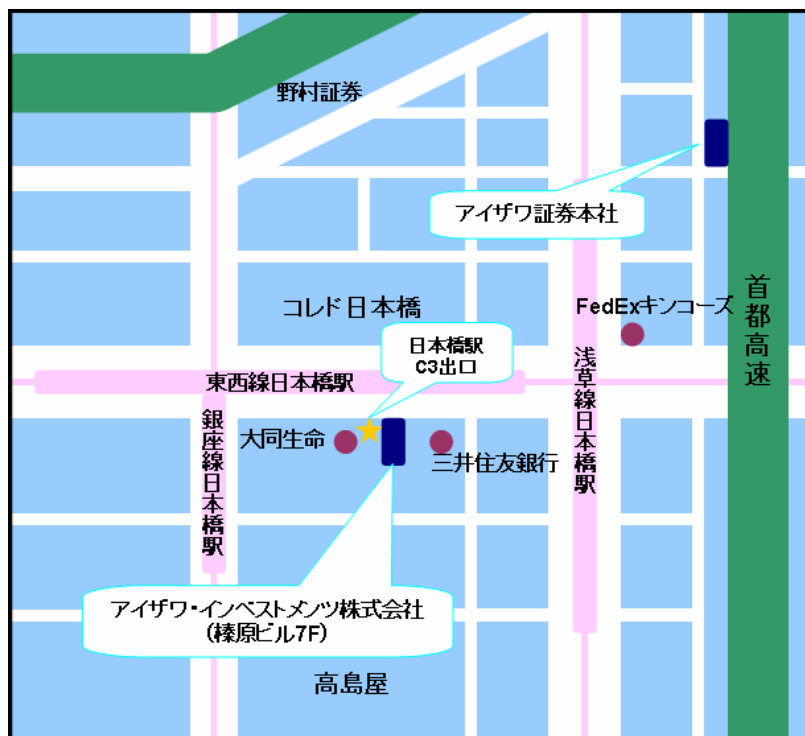 野村証券
アイザワ証券本社
コレド日本橋
FedExキンコーズ
首都高速
日本橋駅
C3出口
東西線日本橋駅
浅草線日本橋駅
銀座線日本橋駅
大同生命
三井住友銀行
アイザワ・インベストメンツ株式会社
(榛原ビル7F)
高島屋